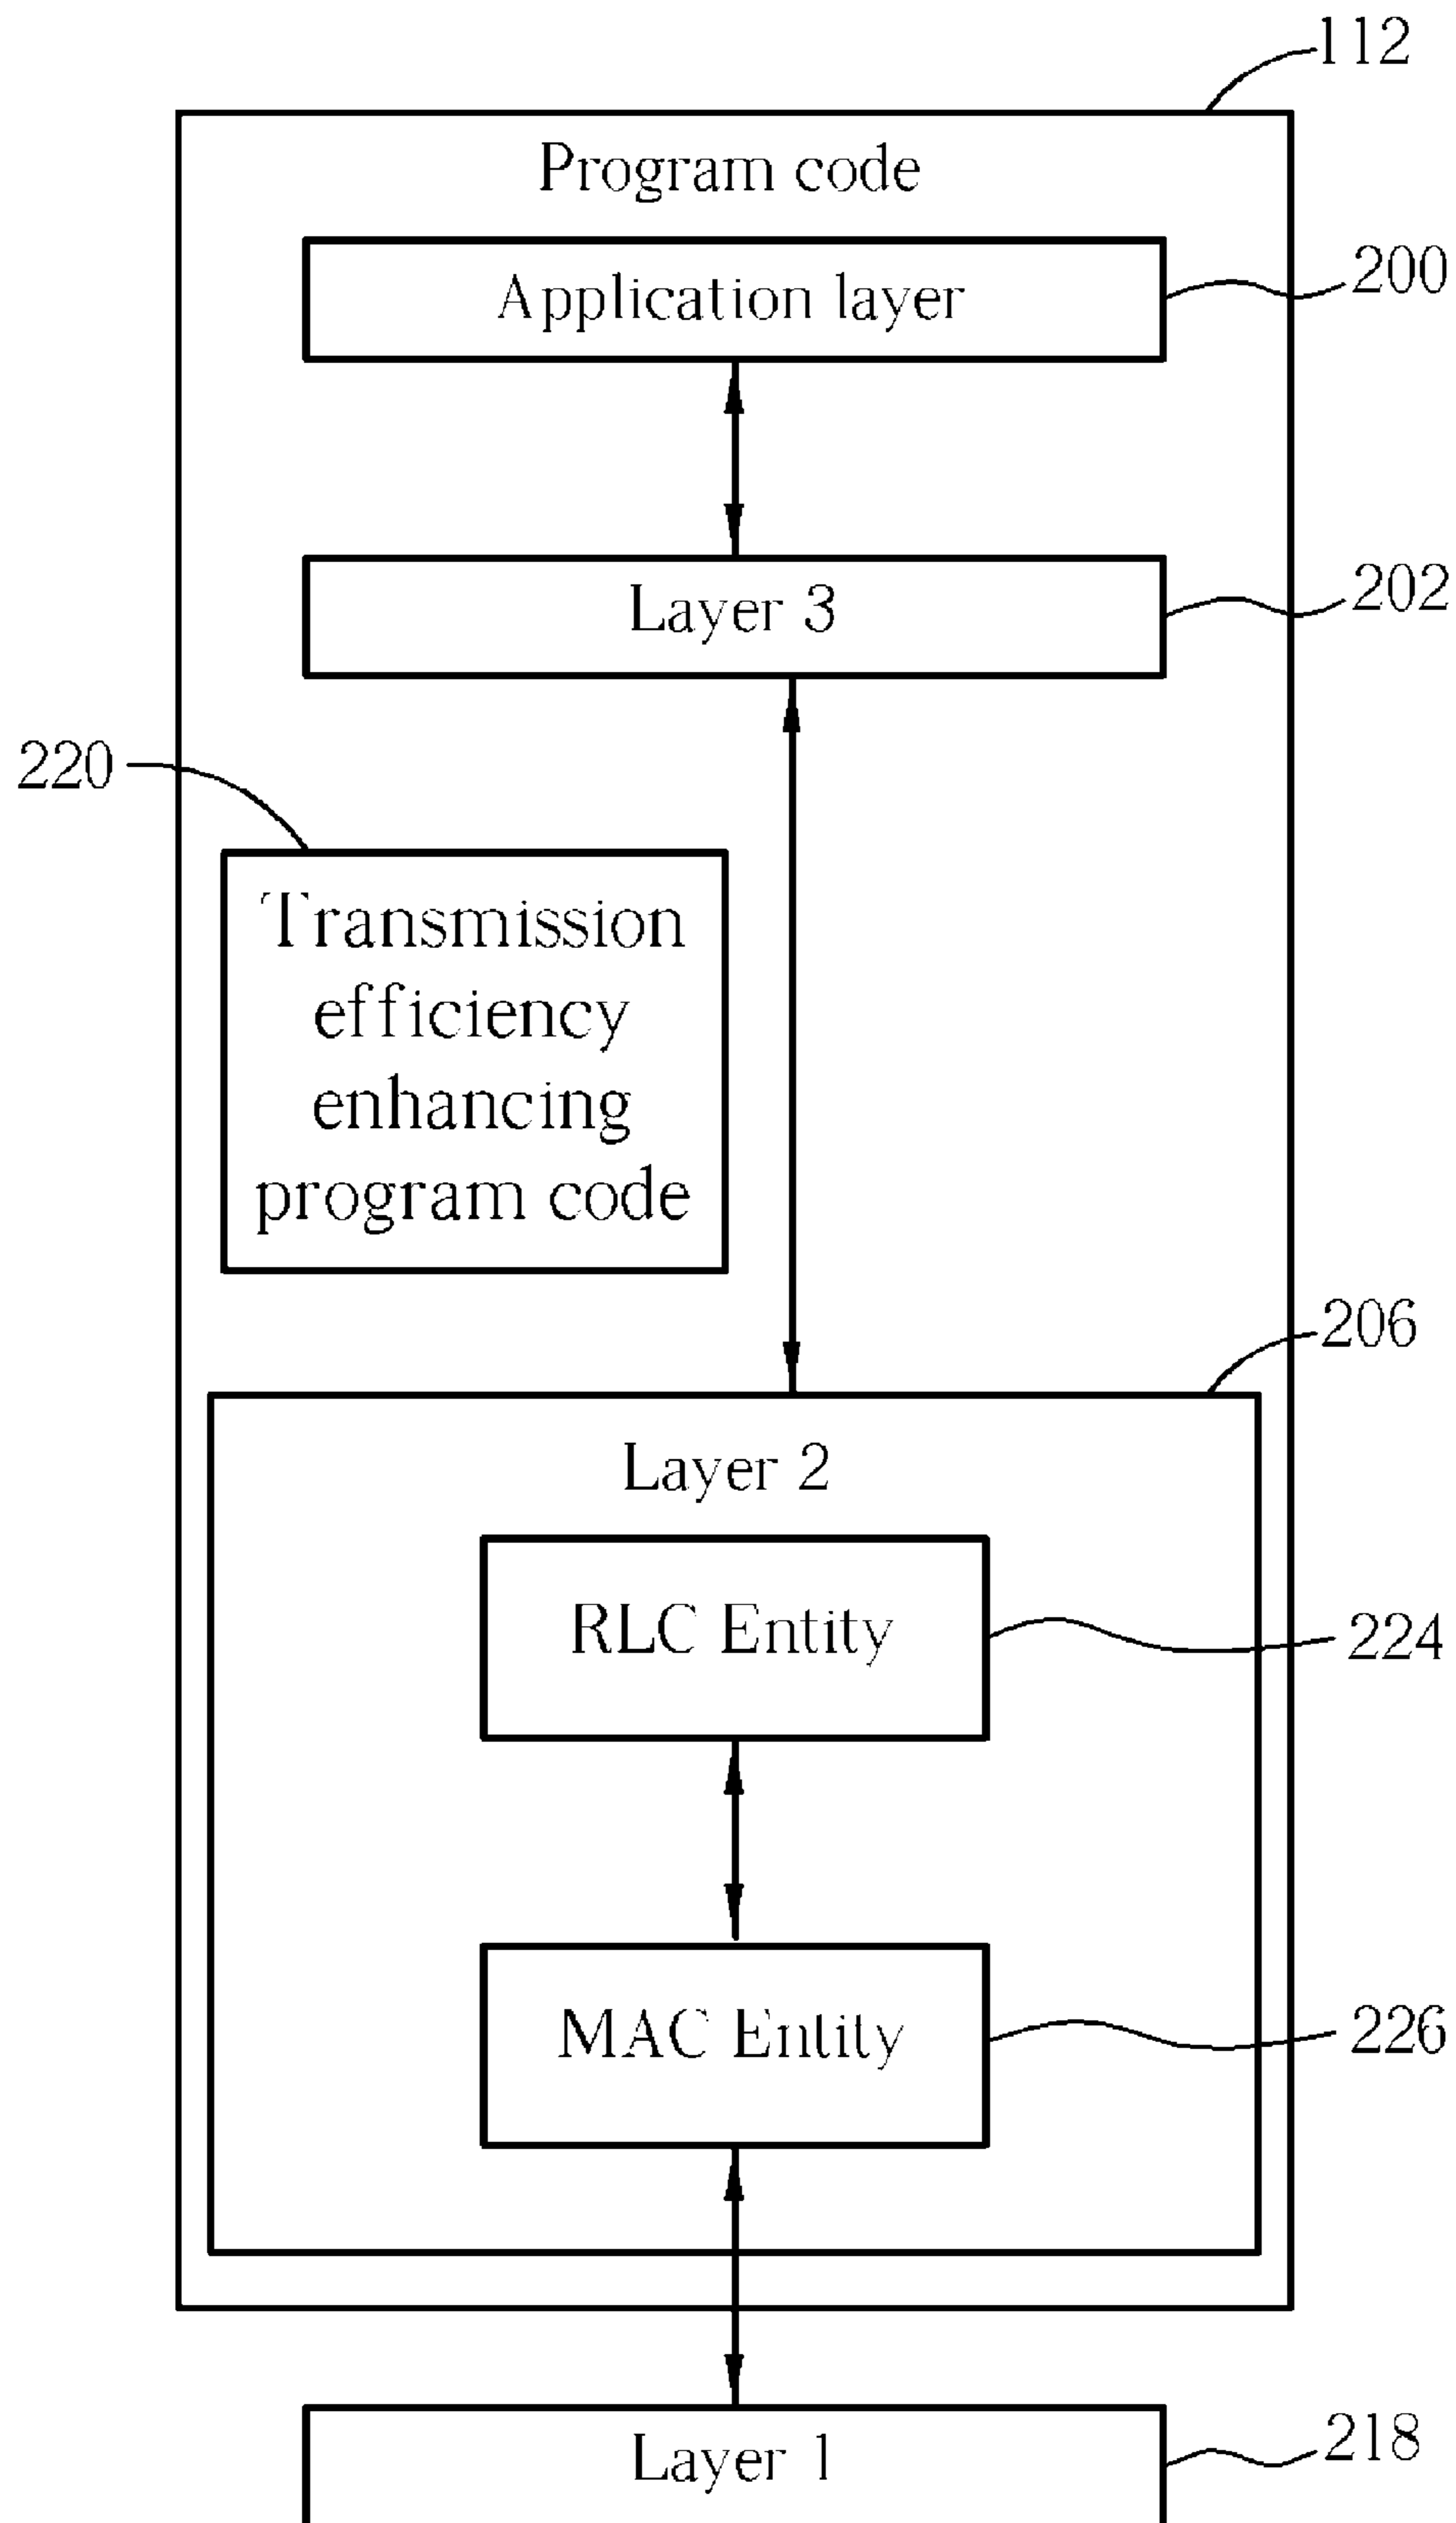 112
Program code
Application layer
200
Layer 3
202
220
Transmission
efficiency
enhancing
program code
206
Layer 2
RLC Entity
224
MAC Entity
226
Layer 1
218